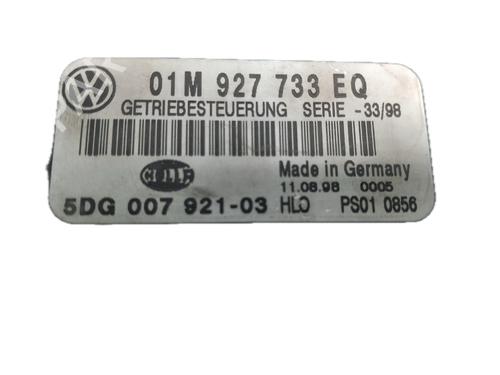 01M 927 733 EQ
GETRIEBESTEUERUNG SERIE -33/98
Made in Germany
11.08.98 0005
5DG 007 921-03 HLO PS01 0856